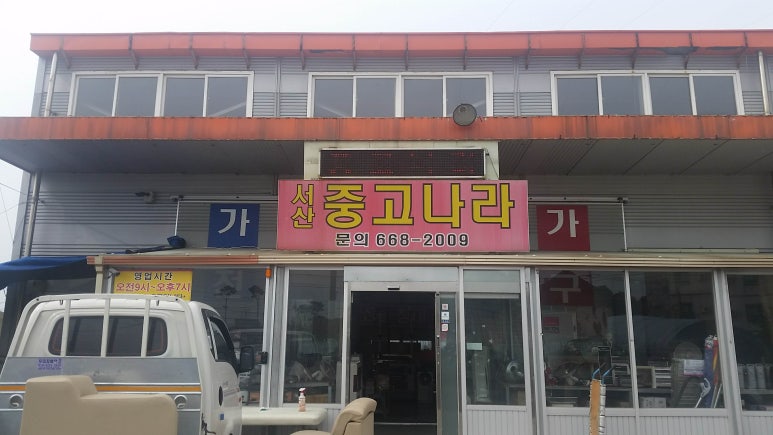 서산 중고나라
문의 668-2009
가
가
구
영업시간
오전9시~오후7시